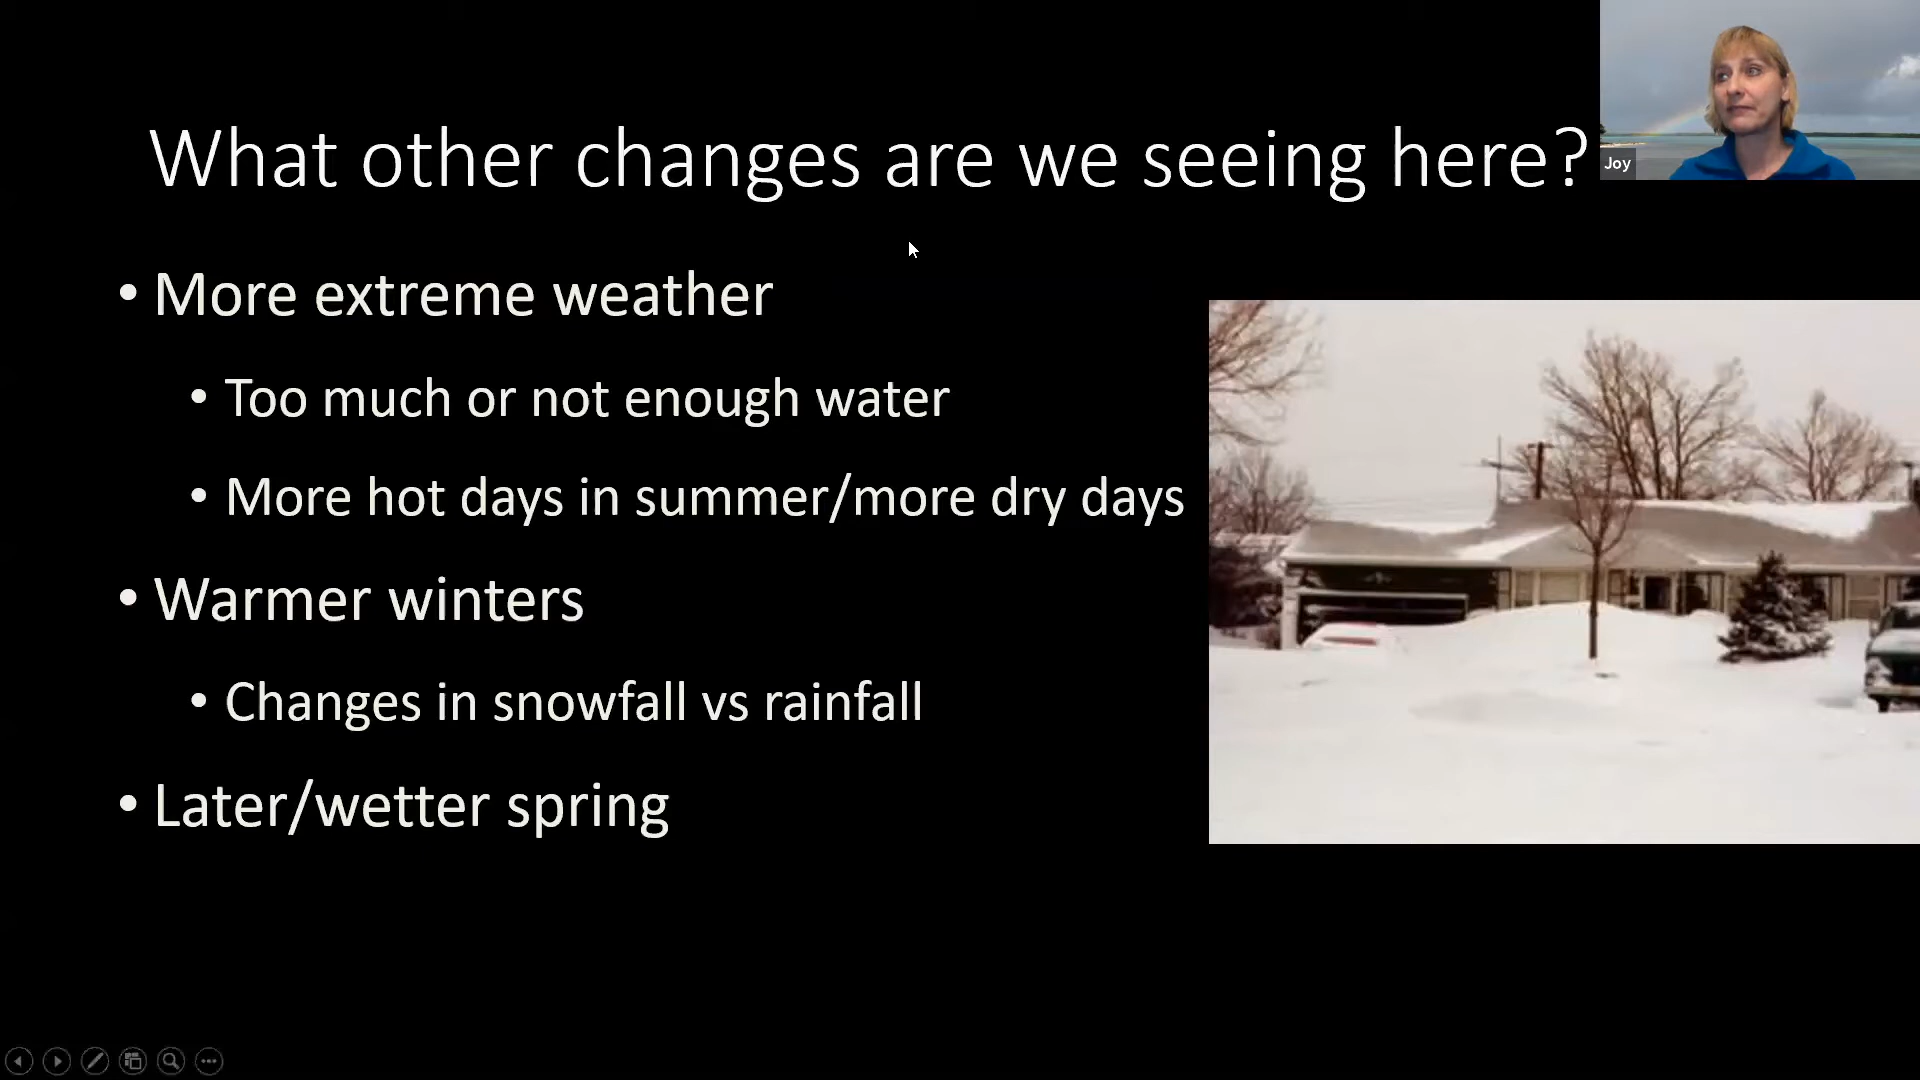 What other changes are we seeing here?
Joy
• More extreme weather
• Too much or not enough water
• More hot days in summer/more dry days
• Warmer winters
• Changes in snowfall vs rainfall
• Later/wetter spring